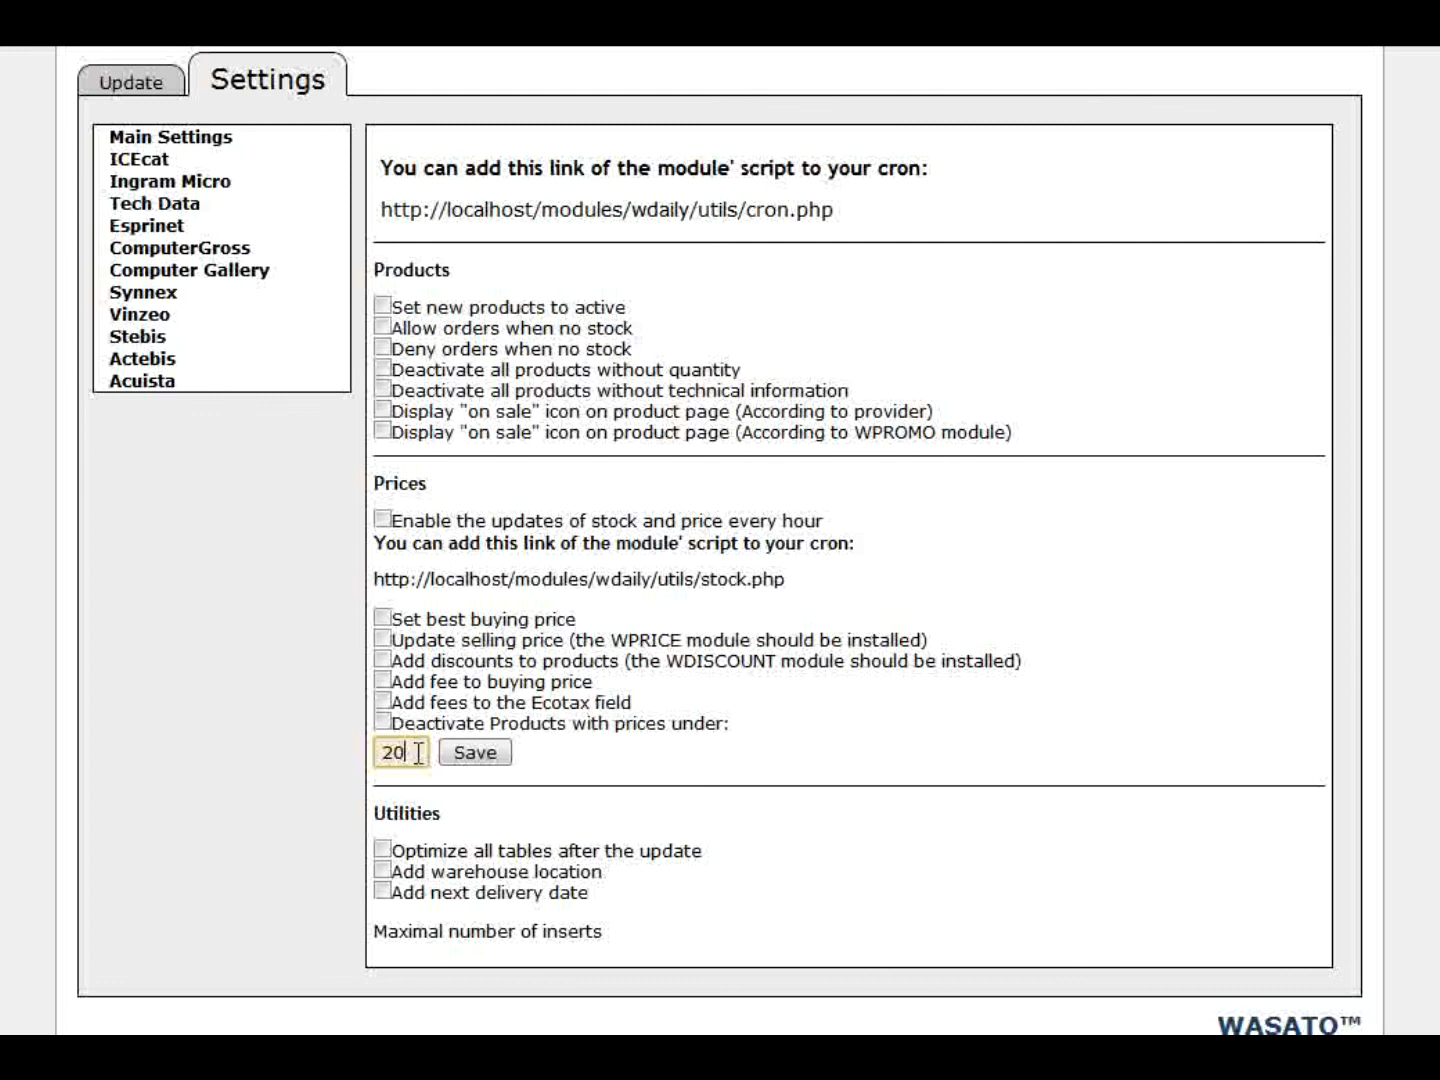 Update
Settings
Main Settings
ICEcat
Ingram Micro
Tech Data
Esprinet
ComputerGross
Computer Gallery
Synnex
Vinzeo
Stebis
Actebis
Acuista
You can add this link of the module' script to your cron:
http://localhost/modules/wdaily/utils/cron.php
Products
Set new products to active
Allow orders when no stock
Deny orders when no stock
Deactivate all products without quantity
Deactivate all products without technical information
Display "on sale" icon on product page (According to provider)
Display "on sale" icon on product page (According to WPROMO module)
Prices
Enable the updates of stock and price every hour
You can add this link of the module' script to your cron:
http://localhost/modules/wdaily/utils/stock.php
Set best buying price
Update selling price (the WPRICE module should be installed)
Add discounts to products (the WDISCOUNT module should be installed)
Add fee to buying price
Add fees to the Ecotax field
Deactivate Products with prices under:
20 Save
Utilities
Optimize all tables after the update
Add warehouse location
Add next delivery date
Maximal number of inserts
WASATO™